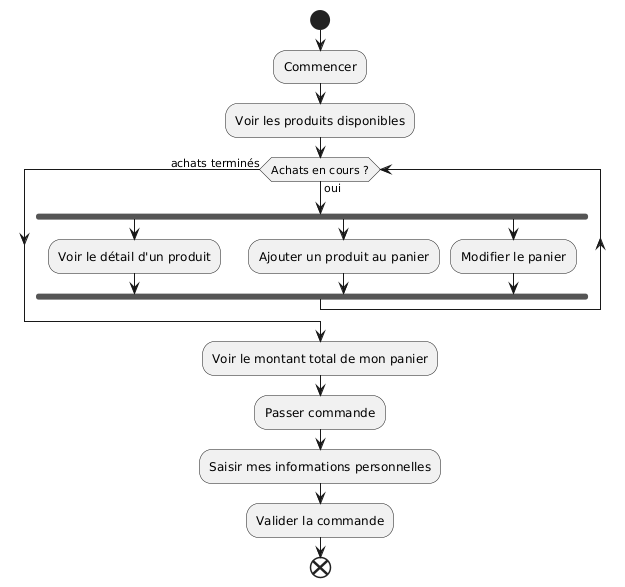 Commencer
Voir les produits disponibles
achats terminés
Achats en cours ?
oui
Voir le détail d'un produit
Ajouter un produit au panier
Modifier le panier
Voir le montant total de mon panier
Passer commande
Saisir mes informations personnelles
Valider la commande